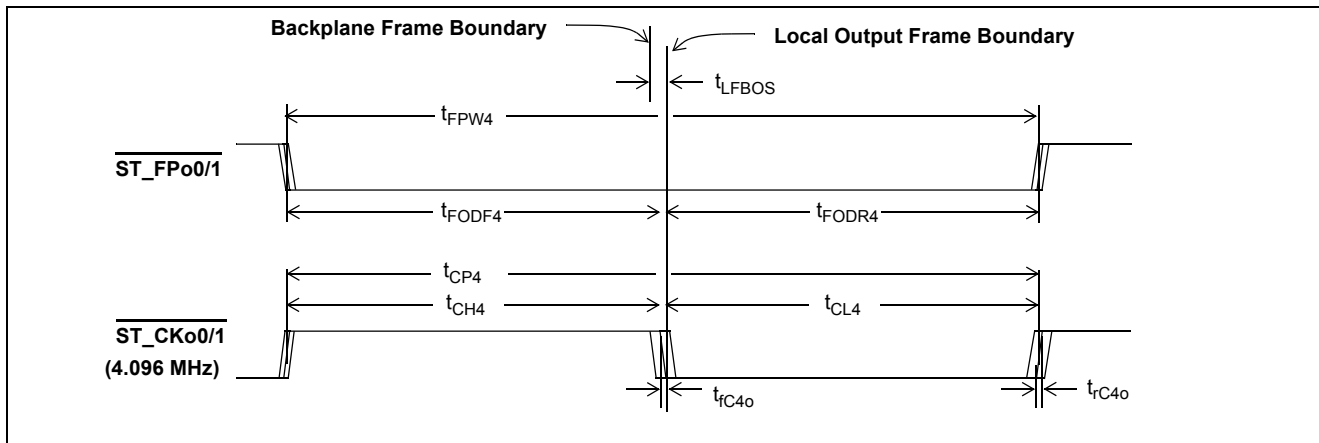 Backplane Frame Boundary
Local Output Frame Boundary
tLFBOS
tFPW4
ST_FPo0/1
tFODF4
tFODR4
tCP4
tCH4
tCL4
ST_CKo0/1
(4.096 MHz)
tfC4o
trC4o